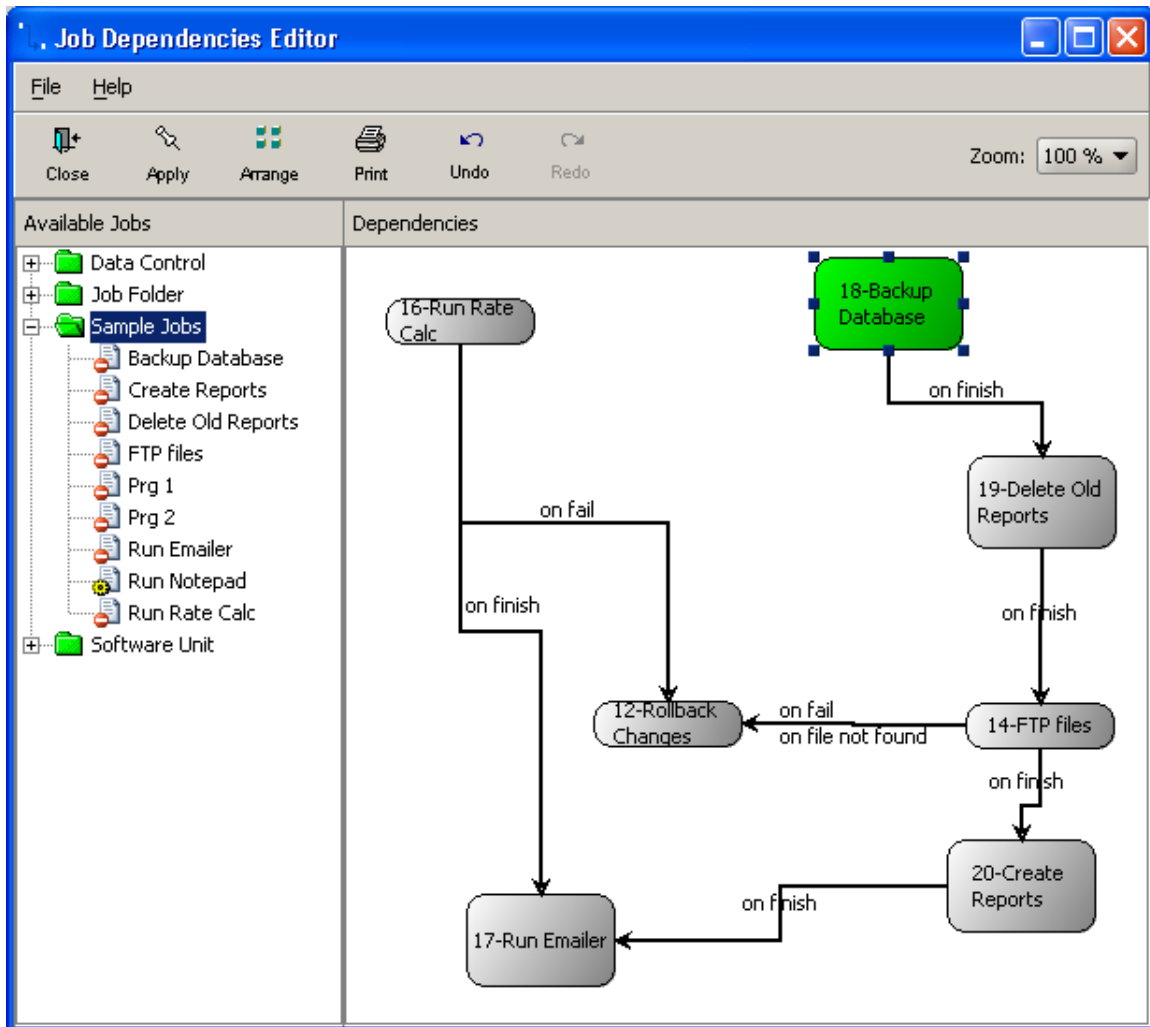 Job Dependencies Editor
File Help
Close Apply Arrange Print Undo Redo Zoom: 100 %
Available Jobs
Dependencies
Data Control
Job Folder
Sample Jobs
Backup Database
Create Reports
Delete Old Reports
FTP files
Prg 1
Prg 2
Run Emailer
Run Notepad
Run Rate Calc
Software Unit
16-Run Rate
Calc
18-Backup
Database
on finish
19-Delete Old
Reports
on fail
on finish
on finish
12-Rollback
Changes
on fail
on file not found
14-FTP files
on finish
20-Create
Reports
on finish
17-Run Emailer